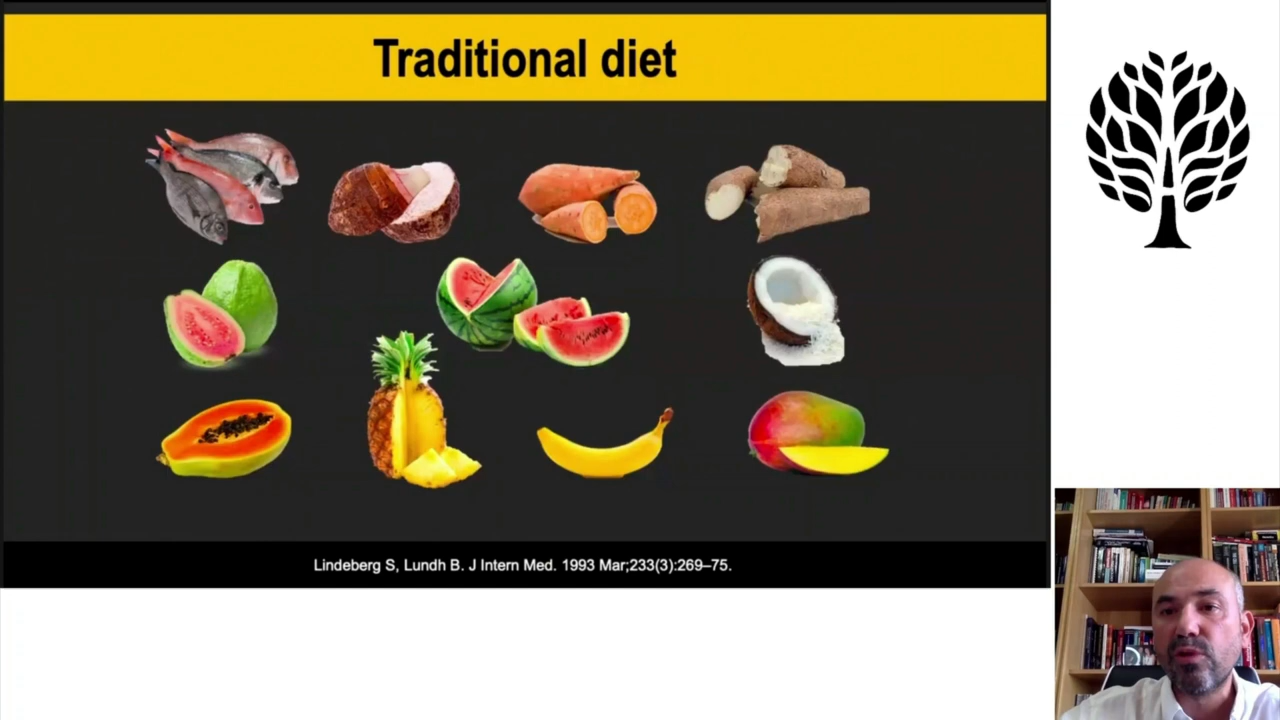 Traditional diet
Lindeberg S, Lundh B. J Intern Med. 1993 Mar;233(3):269–75.